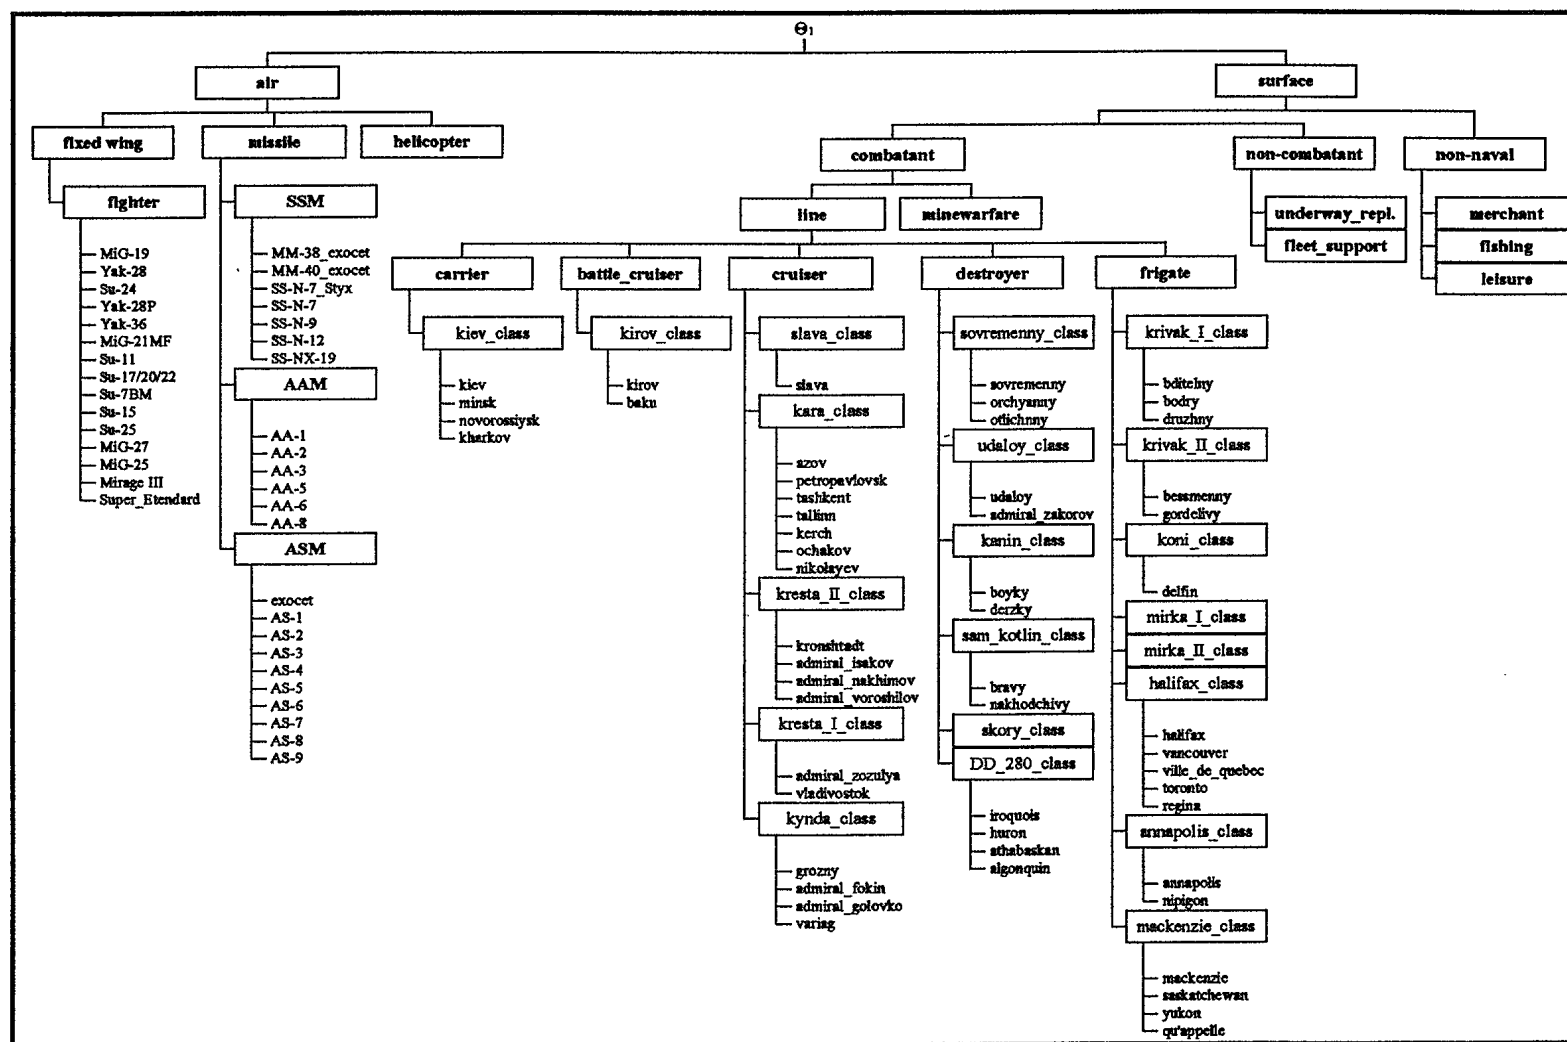 Θ₁
air
surface
fixed wing
missile
helicopter
combatant
non-combatant
non-naval
fighter
MiG-19
Yak-28
Su-24
Yak-28P
Yak-36
MiG-21MF
Su-11
Su-17/20/22
Su-7BM
Su-15
Su-25
MiG-27
MiG-25
Mirage III
Super_Etendard
SSM
MM-38_exocet
MM-40_exocet
SS-N-7_Styx
SS-N-7
SS-N-9
SS-N-12
SS-NX-19
AAM
AA-1
AA-2
AA-3
AA-5
AA-6
AA-8
ASM
exocet
AS-1
AS-2
AS-3
AS-4
AS-5
AS-6
AS-7
AS-8
AS-9
line
minewarfare
underway_repl.
fleet_support
merchant
fishing
leisure
carrier
battle_cruiser
cruiser
destroyer
frigate
kiev_class
kiev
minsk
novorossiysk
kharkov
kirov_class
kirov
baku
slava_class
slava
kara_class
azov
petropavlovsk
tashkent
tallinn
kerch
ochakov
nikolayev
kresta_II_class
kronshtadt
admiral_isakov
admiral_nakhimov
admiral_voroshilov
kresta_I_class
admiral_zozulya
vladivostok
kynda_class
grozny
admiral_fokin
admiral_golovko
variag
sovremenny_class
sovremenny
orchyanny
otlichnny
udaloy_class
udaloy
admiral_zakorov
kanin_class
boyky
derzky
sam_kotlin_class
bravy
nakhodchivy
skory_class
DD_280_class
iroquois
huron
athabaskan
algonquin
krivak_I_class
bditelny
bodry
druzhny
krivak_II_class
bessmenny
gordelivy
koni_class
delfin
mirka_I_class
mirka_II_class
halifax_class
halifax
vancouver
ville_de_quebec
toronto
regina
annapolis_class
annapolis
nipigon
mackenzie_class
mackenzie
saskatchewan
yukon
qu'appelle